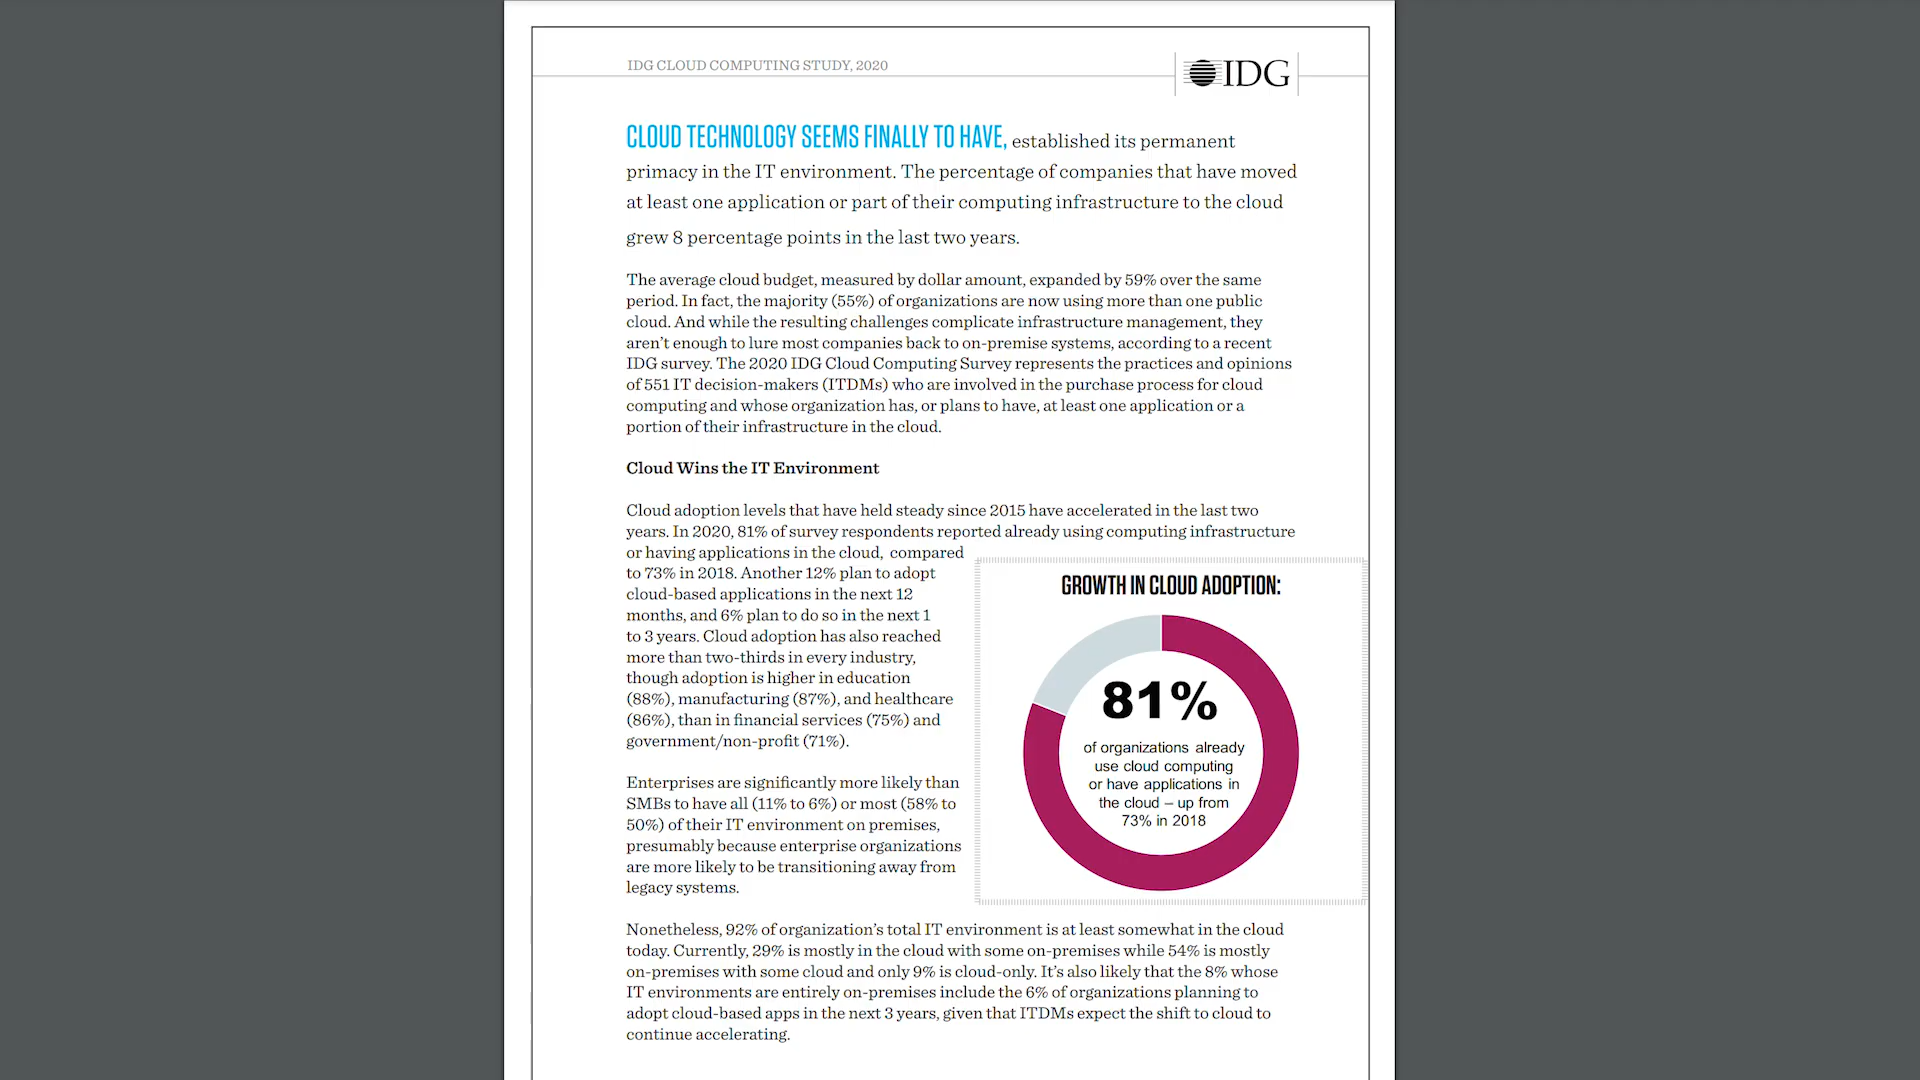 IDG CLOUD COMPUTING STUDY, 2020
IDG
CLOUD TECHNOLOGY SEEMS FINALLY TO HAVE, established its permanent
primacy in the IT environment. The percentage of companies that have moved
at least one application or part of their computing infrastructure to the cloud
grew 8 percentage points in the last two years.
The average cloud budget, measured by dollar amount, expanded by 59% over the same
period. In fact, the majority (55%) of organizations are now using more than one public
cloud. And while the resulting challenges complicate infrastructure management, they
aren’t enough to lure most companies back to on-premise systems, according to a recent
IDG survey. The 2020 IDG Cloud Computing Survey represents the practices and opinions
of 551 IT decision-makers (ITDMs) who are involved in the purchase process for cloud
computing and whose organization has, or plans to have, at least one application or a
portion of their infrastructure in the cloud.
Cloud Wins the IT Environment
Cloud adoption levels that have held steady since 2015 have accelerated in the last two
years. In 2020, 81% of survey respondents reported already using computing infrastructure
or having applications in the cloud, compared
to 73% in 2018. Another 12% plan to adopt
cloud-based applications in the next 12
months, and 6% plan to do so in the next 1
to 3 years. Cloud adoption has also reached
more than two-thirds in every industry,
though adoption is higher in education
(88%), manufacturing (87%), and healthcare
(86%), than in financial services (75%) and
government/non-profit (71%).
Enterprises are significantly more likely than
SMBs to have all (11% to 6%) or most (58% to
50%) of their IT environment on premises,
presumably because enterprise organizations
are more likely to be transitioning away from
legacy systems.
GROWTH IN CLOUD ADOPTION:
81%
of organizations already
use cloud computing
or have applications in
the cloud – up from
73% in 2018
Nonetheless, 92% of organization’s total IT environment is at least somewhat in the cloud
today. Currently, 29% is mostly in the cloud with some on-premises while 54% is mostly
on-premises with some cloud and only 9% is cloud-only. It’s also likely that the 8% whose
IT environments are entirely on-premises include the 6% of organizations planning to
adopt cloud-based apps in the next 3 years, given that ITDMs expect the shift to cloud to
continue accelerating.